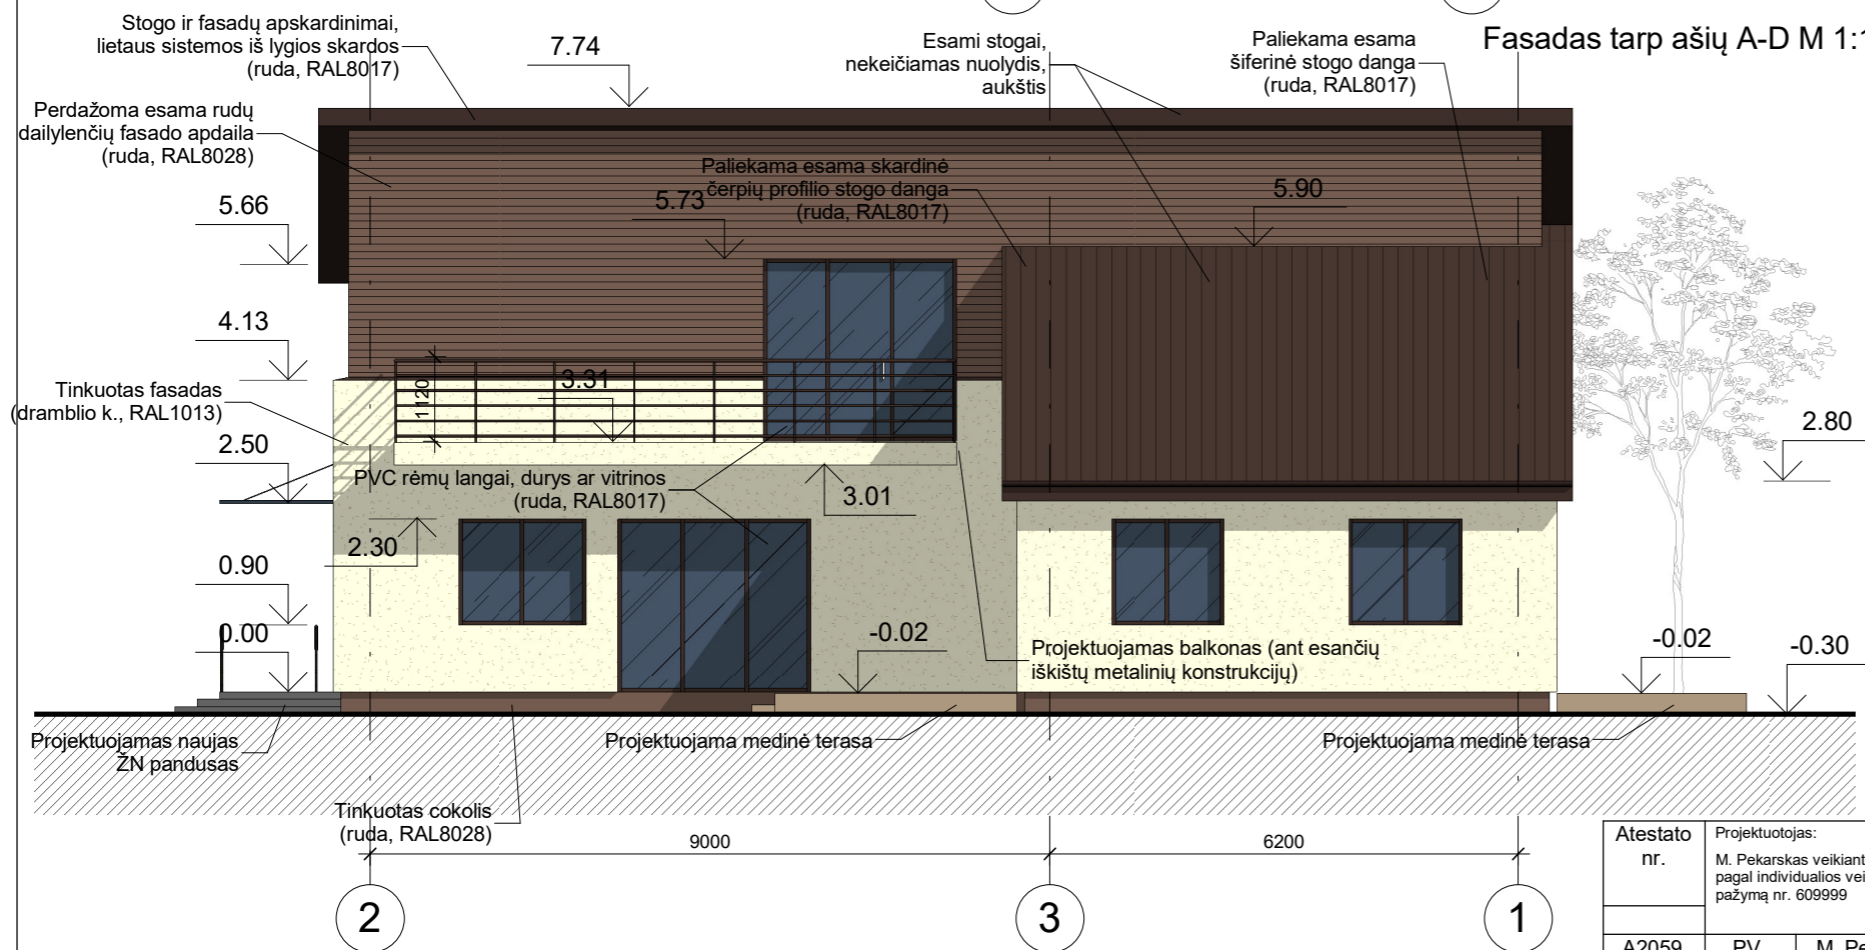 Fasadas tarp ašių A-D M 1:1
Stogo ir fasadų apskardinimai,
lietaus sistemos iš lygios skardos
(ruda, RAL8017)
7.74
Esami stogai,
nekeičiamas nuolydis,
aukštis
Paliekama esama
šiferinė stogo danga
(ruda, RAL8017)
Perdažoma esama rudų
dailylenčių fasado apdaila
(ruda, RAL8028)
Paliekama esama skardinė
čerpių profilio stogo danga
(ruda, RAL8017)
5.66
5.73
5.90
4.13
Tinkuotas fasadas
(dramblio k., RAL1013)
1120
3.31
2.50
2.80
PVC rėmų langai, durys ar vitrinos
(ruda, RAL8017)
3.01
2.30
0.90
0.00
-0.02
Projektuojamas balkonas (ant esančių
iškištų metalinių konstrukcijų)
-0.02
-0.30
Projektuojamas naujas
ŽN pandusas
Projektuojama medinė terasa
Projektuojama medinė terasa
Tinkuotas cokolis
(ruda, RAL8028)
9000
6200
2
3
1
Atestato
nr.
Projektuotojas:
M. Pekarskas veikiant
pagal individualios vei
pažymą nr. 609999
A2059
PV
M. Pe